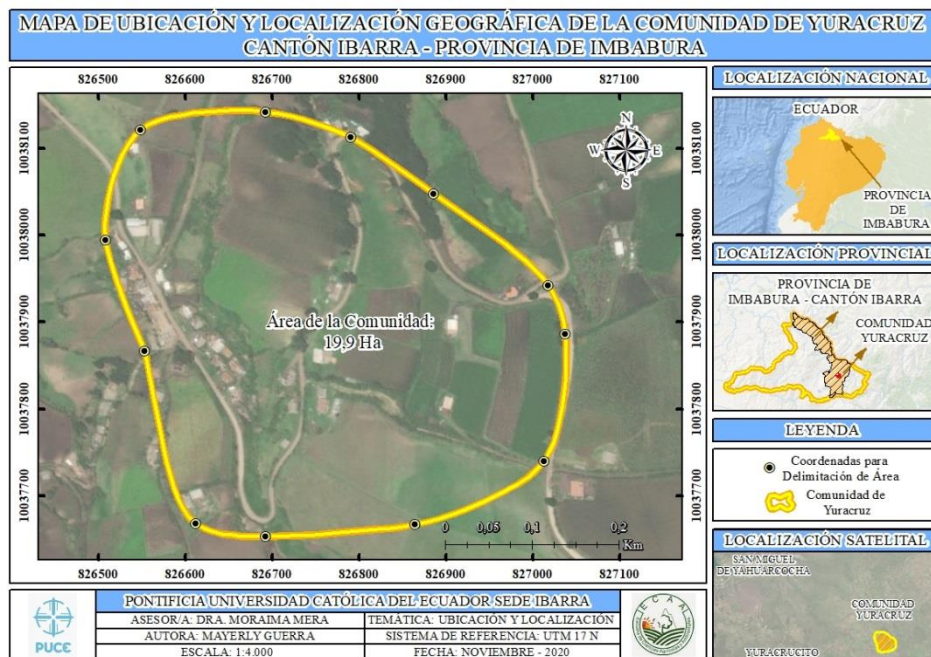 MAPA DE UBICACIÓN Y LOCALIZACIÓN GEOGRÁFICA DE LA COMUNIDAD DE YURACRUZ
CANTÓN IBARRA - PROVINCIA DE IMBABURA
826500 826600 826700 826800 826900 827000 827100
10038100
10038000
10037900
10037800
10037700
N
W E
S
Área de la Comunidad:
19,9 Ha
10038100
10038000
10037900
10037800
10037700
0 0,05 0,1 0,2
Km
826500 826600 826700 826800 826900 827000 827100
LOCALIZACIÓN NACIONAL
ECUADOR
PROVINCIA
DE
IMBABURA
LOCALIZACIÓN PROVINCIAL
PROVINCIA DE
IMBABURA - CANTÓN IBARRA
COMUNIDAD
YURACRUZ
LEYENDA
Coordenadas para
Delimitación de Área
Comunidad de
Yuracruz
LOCALIZACIÓN SATELITAL
SAN MIGUEL
DE YAHUARCOCHA
COMUNIDAD
YURACRUZ
YURACRUCITO
PUCE
PONTIFICIA UNIVERSIDAD CATÓLICA DEL ECUADOR SEDE IBARRA
ASESOR/A: DRA. MORAIMA MERA
TEMÁTICA: UBICACIÓN Y LOCALIZACIÓN
AUTORA: MAYERLY GUERRA
SISTEMA DE REFERENCIA: UTM 17 N
ESCALA: 1:4.000
FECHA: NOVIEMBRE - 2020